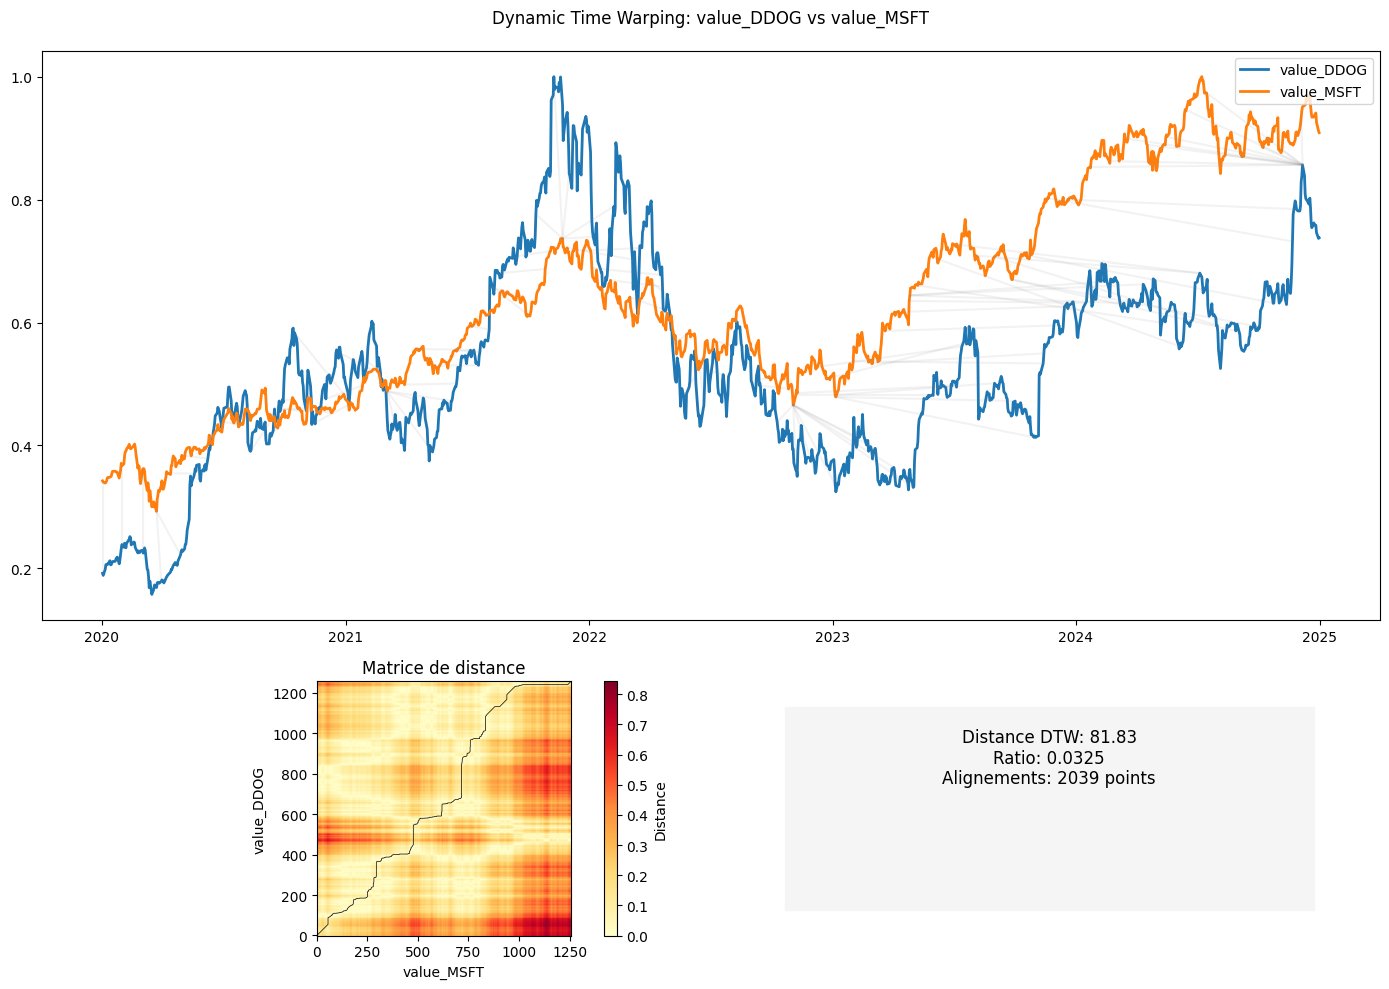 Dynamic Time Warping: value_DDOG vs value_MSFT
value_DDOG
value_MSFT
1.0
0.8
0.6
0.4
0.2
2020 2021 2022 2023 2024 2025
Matrice de distance
value_DDOG
1200
1000
800
600
400
200
0
0 250 500 750 1000 1250
value_MSFT
0.8
0.7
0.6
0.5
0.4
0.3
0.2
0.1
0.0
Distance
Distance DTW: 81.83
Ratio: 0.0325
Alignements: 2039 points